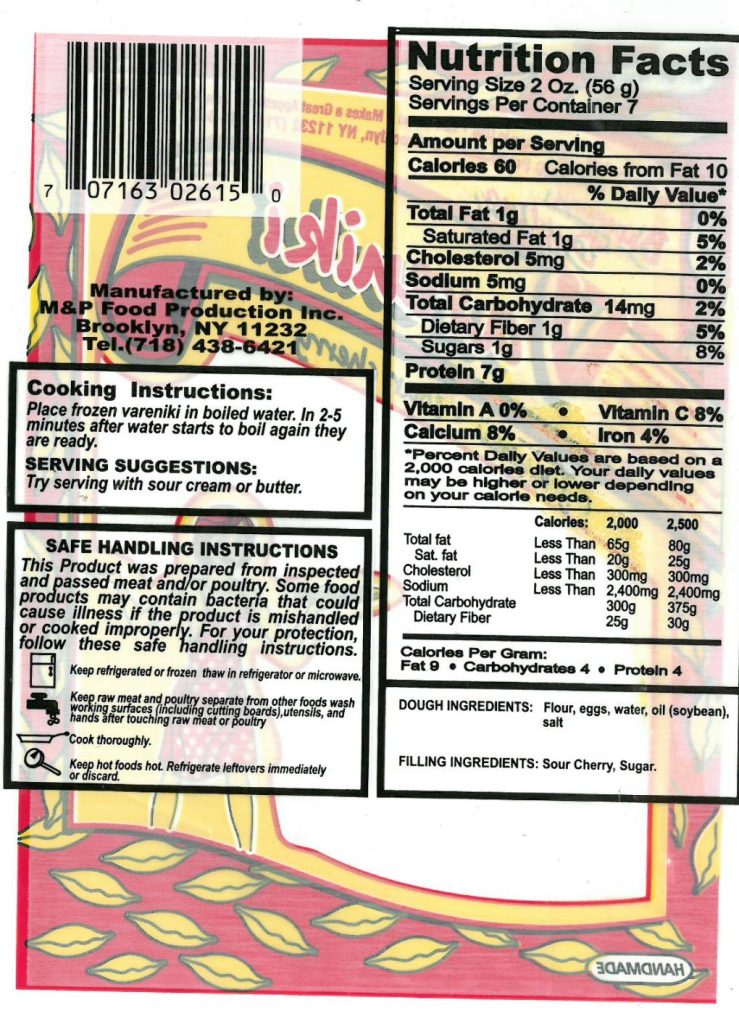 7 07163 02615 0
Makes a Great
NY 11232
niki
cherry
Manufactured by:
M&P Food Production Inc.
Brooklyn, NY 11232
Tel.(718) 438-6421
Cooking Instructions:
Place frozen vareniki in boiled water. In 2-5
minutes after water starts to boil again they
are ready.
SERVING SUGGESTIONS:
Try serving with sour cream or butter.
SAFE HANDLING INSTRUCTIONS
This Product was prepared from inspected
and passed meat and/or poultry. Some food
products may contain bacteria that could
cause illness if the product is mishandled
or cooked improperly. For your protection,
follow these safe handling instructions.
Keep refrigerated or frozen thaw in refrigerator or microwave.
Keep raw meat and poultry separate from other foods wash
working surfaces (including cutting boards),utensils, and
hands after touching raw meat or poultry
Cook thoroughly.
Keep hot foods hot. Refrigerate leftovers immediately
or discard.
Nutrition Facts
Serving Size 2 Oz. (56 g)
Servings Per Container 7
Amount per Serving
Calories 60 Calories from Fat 10
% Daily Value*
Total Fat 1g 0%
Saturated Fat 1g 5%
Cholesterol 5mg 2%
Sodium 5mg 0%
Total Carbohydrate 14mg 2%
Dietary Fiber 1g 5%
Sugars 1g 8%
Protein 7g
Vitamin A 0% • Vitamin C 8%
Calcium 8% • Iron 4%
*Percent Daily Values are based on a
2,000 calories diet. Your daily values
may be higher or lower depending
on your calorie needs.
Calories: 2,000 2,500
Total fat Less Than 65g 80g
Sat. fat Less Than 20g 25g
Cholesterol Less Than 300mg 300mg
Sodium Less Than 2,400mg 2,400mg
Total Carbohydrate 300g 375g
Dietary Fiber 25g 30g
Calories Per Gram:
Fat 9 • Carbohydrates 4 • Protein 4
DOUGH INGREDIENTS: Flour, eggs, water, oil (soybean),
salt
FILLING INGREDIENTS: Sour Cherry, Sugar.
HANDMADE